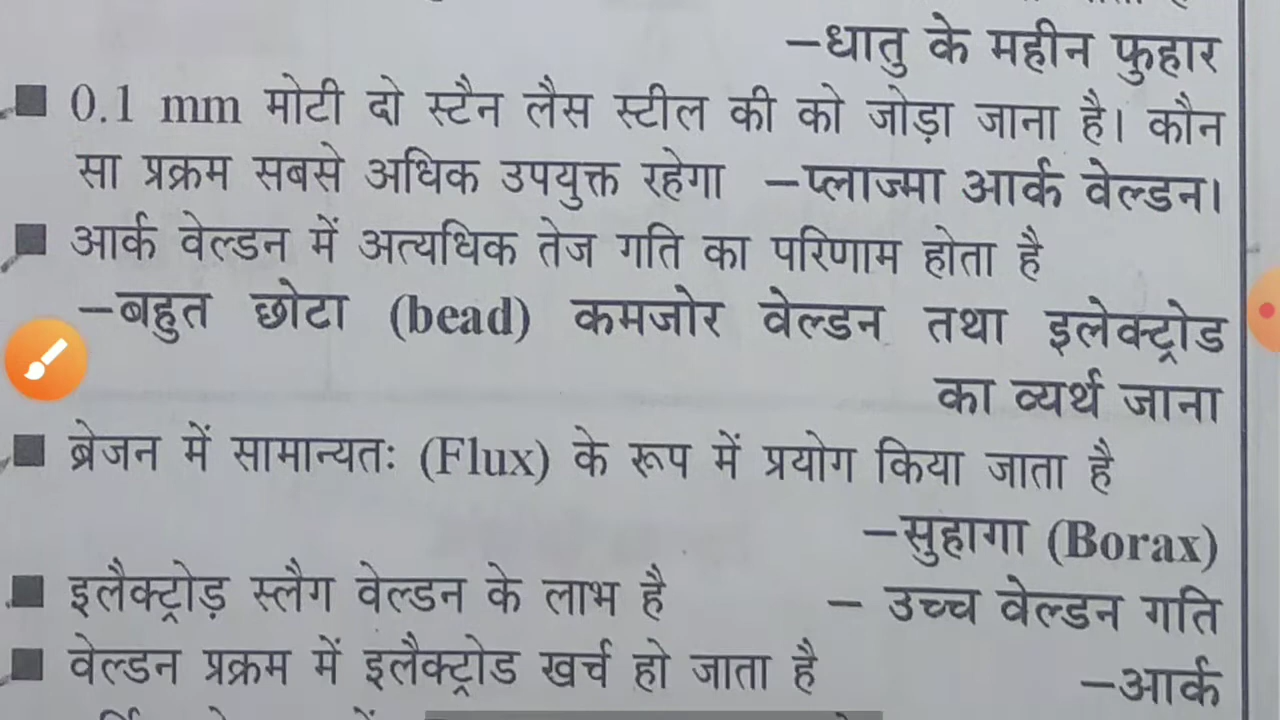 –धातु के महीन फुहार
0.1 mm मोटी दो स्टैन लैस स्टील की को जोड़ा जाना है। कौन
सा प्रक्रम सबसे अधिक उपयुक्त रहेगा –प्लाज्मा आर्क वेल्डन।
आर्क वेल्डन में अत्यधिक तेज गति का परिणाम होता है
–बहुत छोटा (bead) कमजोर वेल्डन तथा इलेक्ट्रोड
का व्यर्थ जाना
ब्रेजन में सामान्यतः (Flux) के रूप में प्रयोग किया जाता है
–सुहागा (Borax)
इलैक्ट्रोड़ स्लैग वेल्डन के लाभ है – उच्च वेल्डन गति
वेल्डन प्रक्रम में इलैक्ट्रोड खर्च हो जाता है –आर्क